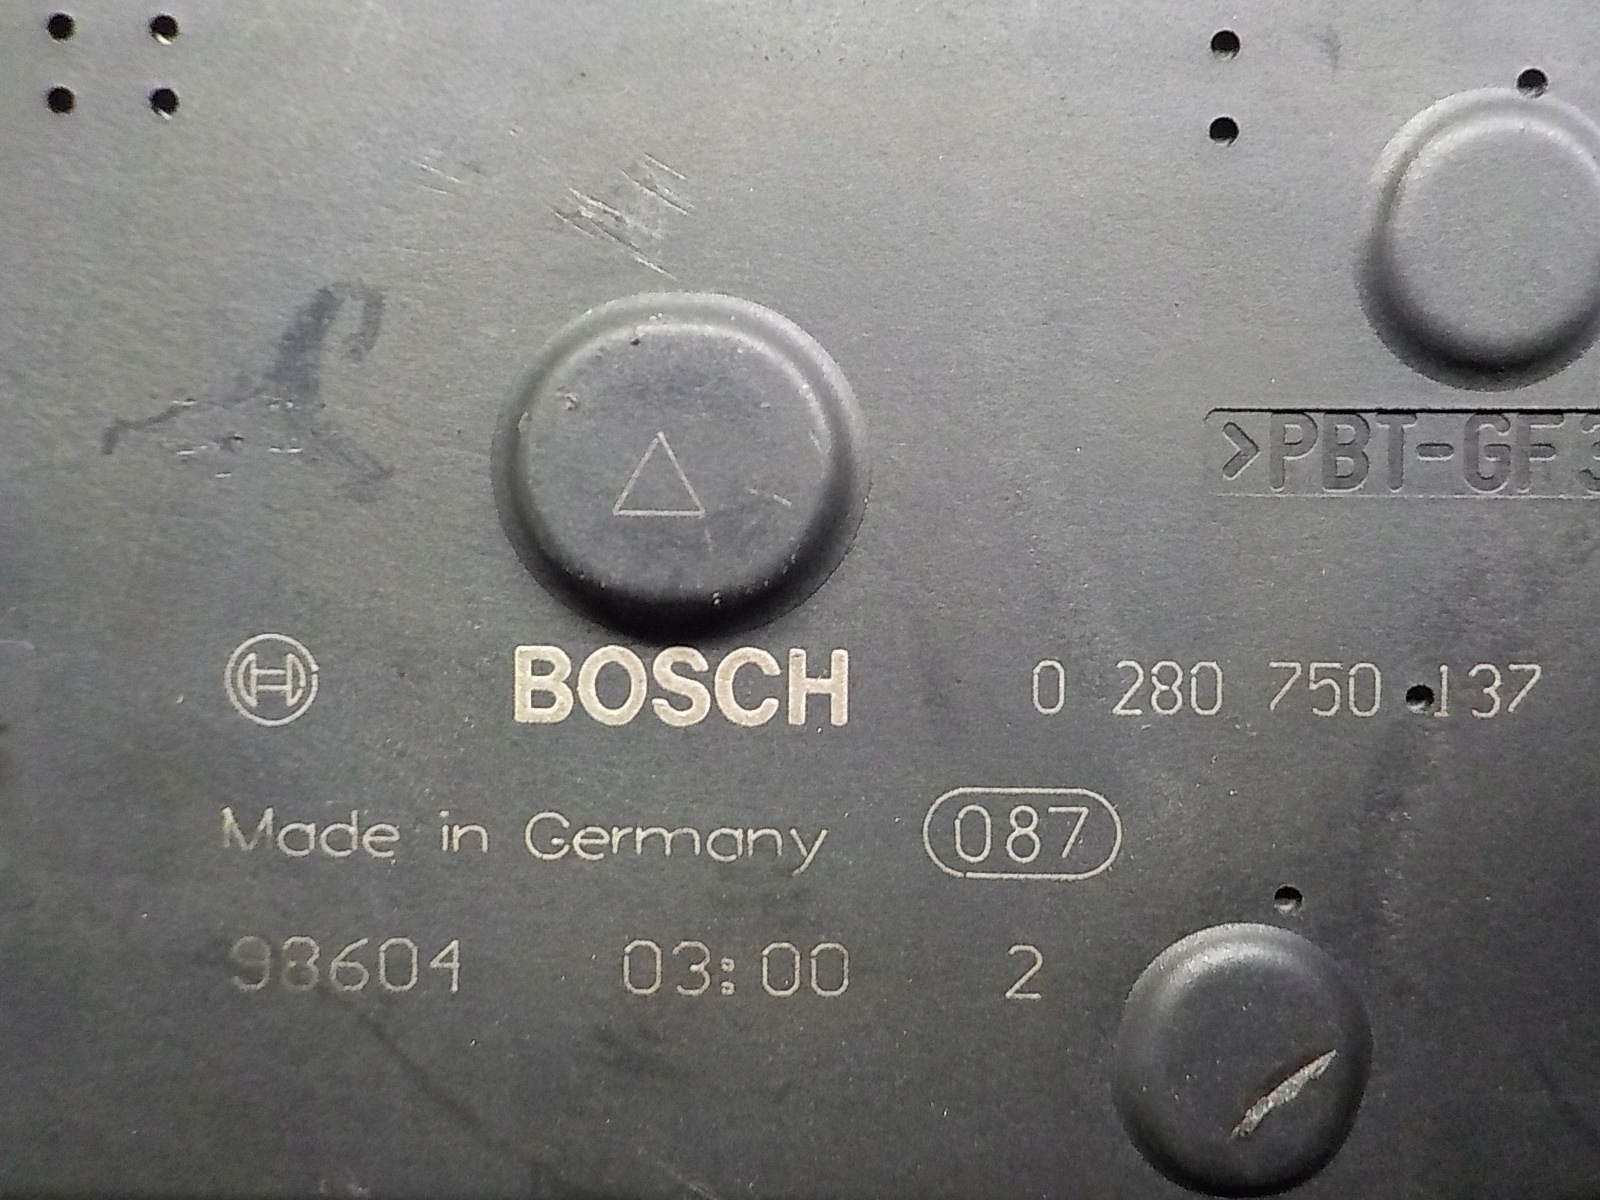 >PBT-GF3
BOSCH 0 280 750 137
Made in Germany 087
98604 03:00 2